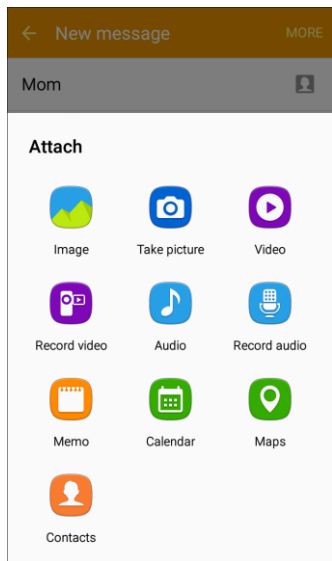 New message MORE
Mom
Attach
Image Take picture Video
Record video Audio Record audio
Memo Calendar Maps
Contacts